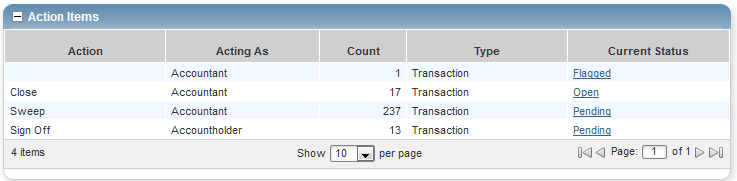 Action Items
Action Acting As Count Type Current Status
Accountant 1 Transaction Flagged
Close Accountant 17 Transaction Open
Sweep Accountant 237 Transaction Pending
Sign Off Accountholder 13 Transaction Pending
4 items Show 10 per page Page: 1 of 1